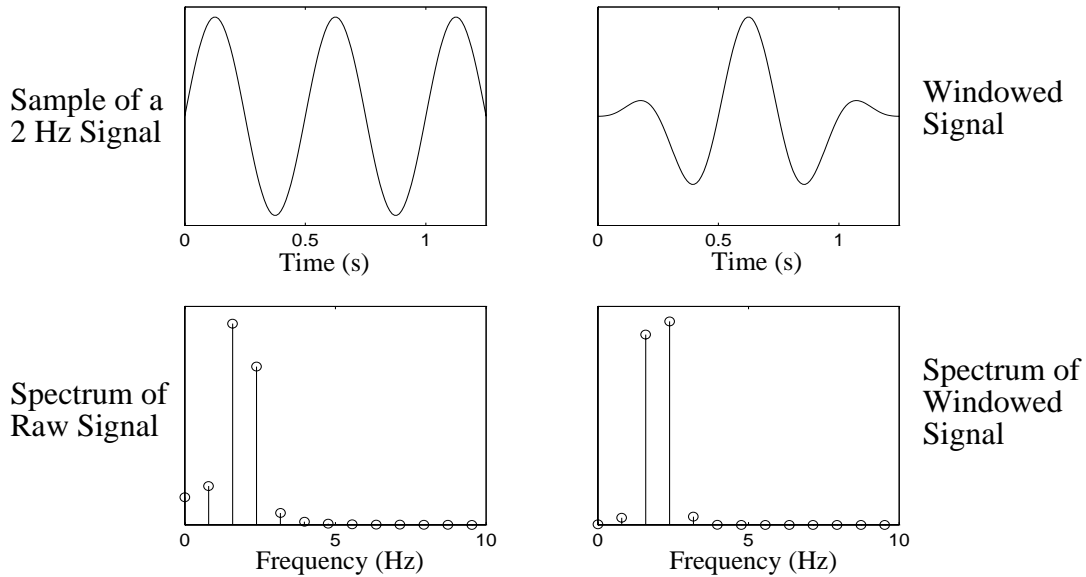 Sample of a
2 Hz Signal
0
0.5
1
Time (s)
0
0.5
1
Time (s)
Windowed
Signal
Spectrum of
Raw Signal
0
5
10
Frequency (Hz)
0
5
10
Frequency (Hz)
Spectrum of
Windowed
Signal